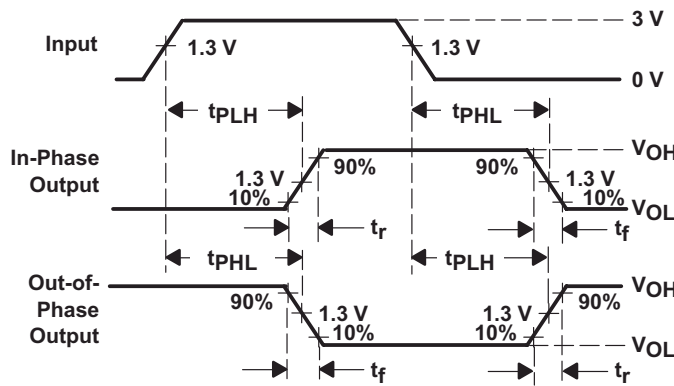 3 V
Input
1.3 V
1.3 V
0 V
tPLH
tPHL
In-Phase
Output
VOH
90%
90%
1.3 V
1.3 V
10%
10%
VOL
tr
tf
tPHL
tPLH
Out-of-
Phase
Output
VOH
90%
90%
1.3 V
1.3 V
10%
10%
VOL
tf
tr